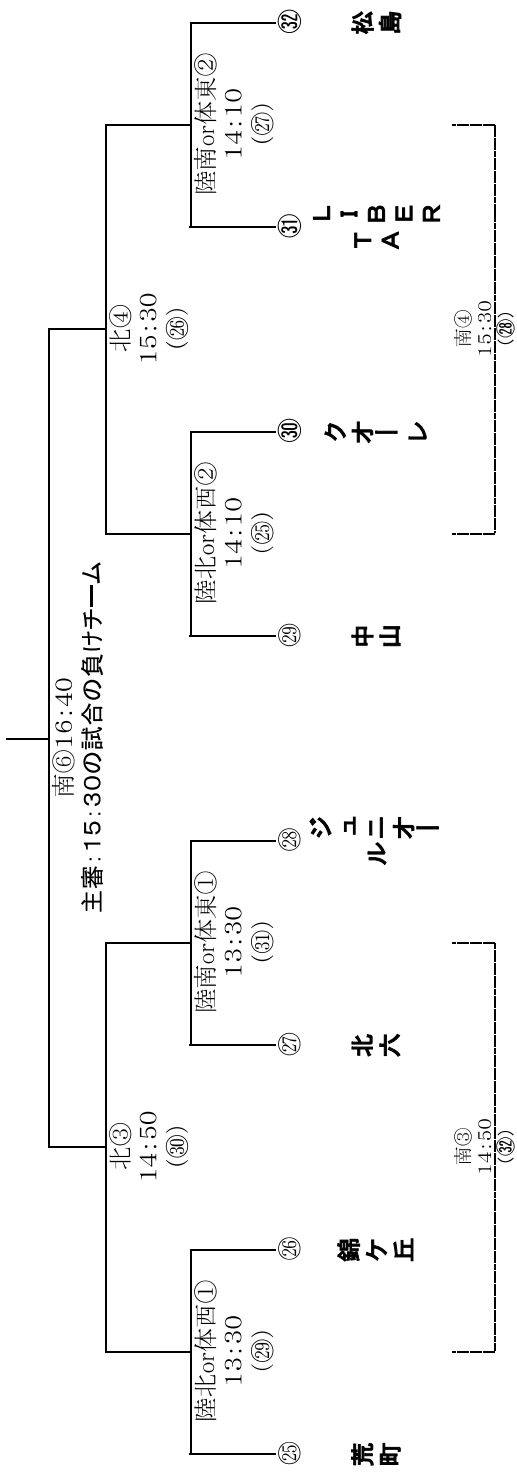 南⑥16:40
主審:15:30の試合の負けチーム
北③
14:50
(㉚)
北④
15:30
(㉖)
陸北or体西①
13:30
(㉙)
陸南or体東①
13:30
(㉛)
陸北or体西②
14:10
(㉕)
陸南or体東②
14:10
(㉗)
㉕
㉖
㉗
㉘
㉙
㉚
㉛
㉜
荒町
錦ケ丘
北六
ジュニオール
中山
クオーレ
LIBERTA
松島
南③
14:50
(㉜)
南④
15:30
(㉘)